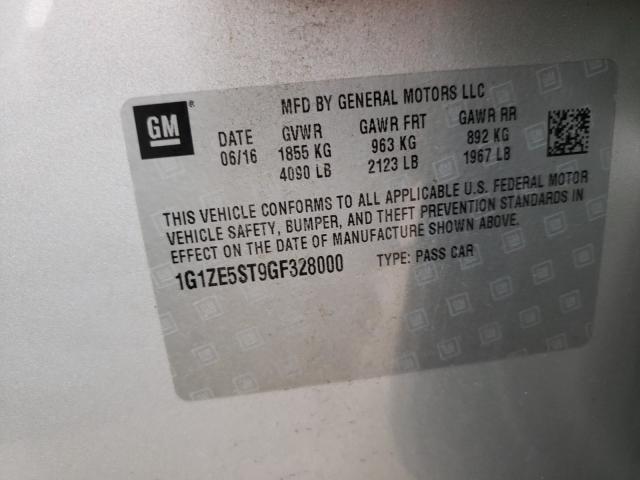 GM
®
MFD BY GENERAL MOTORS LLC
DATE GVWR GAWR FRT GAWR RR
06/16 1855 KG 963 KG 892 KG
4090 LB 2123 LB 1967 LB
THIS VEHICLE CONFORMS TO ALL APPLICABLE U.S. FEDERAL MOTOR
VEHICLE SAFETY, BUMPER, AND THEFT PREVENTION STANDARDS IN
EFFECT ON THE DATE OF MANUFACTURE SHOWN ABOVE.
1G1ZE5ST9GF328000 TYPE: PASS CAR